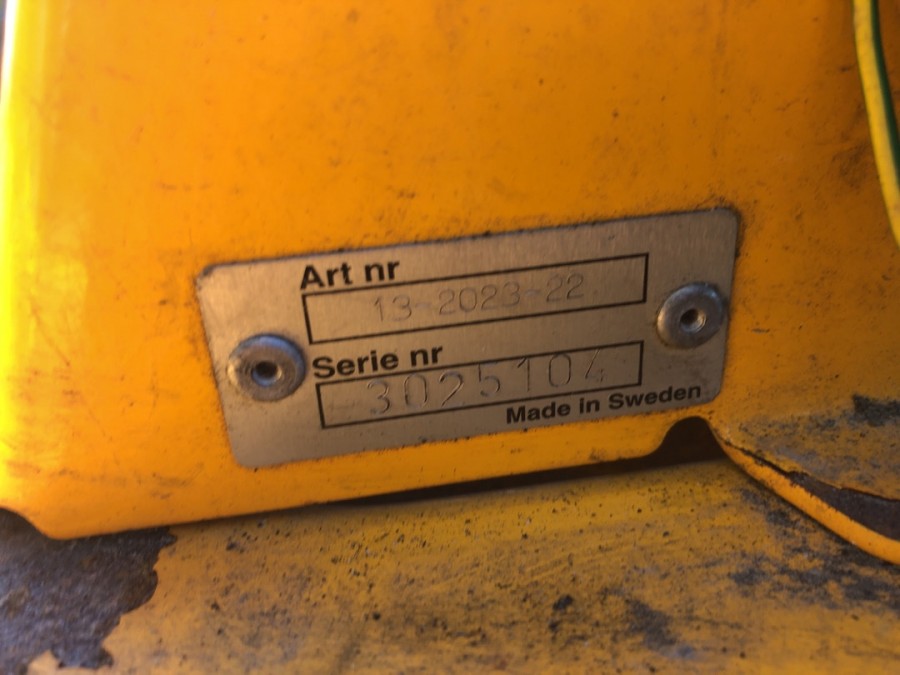 Art nr
13-2023-22
Serie nr
3025104
Made in Sweden